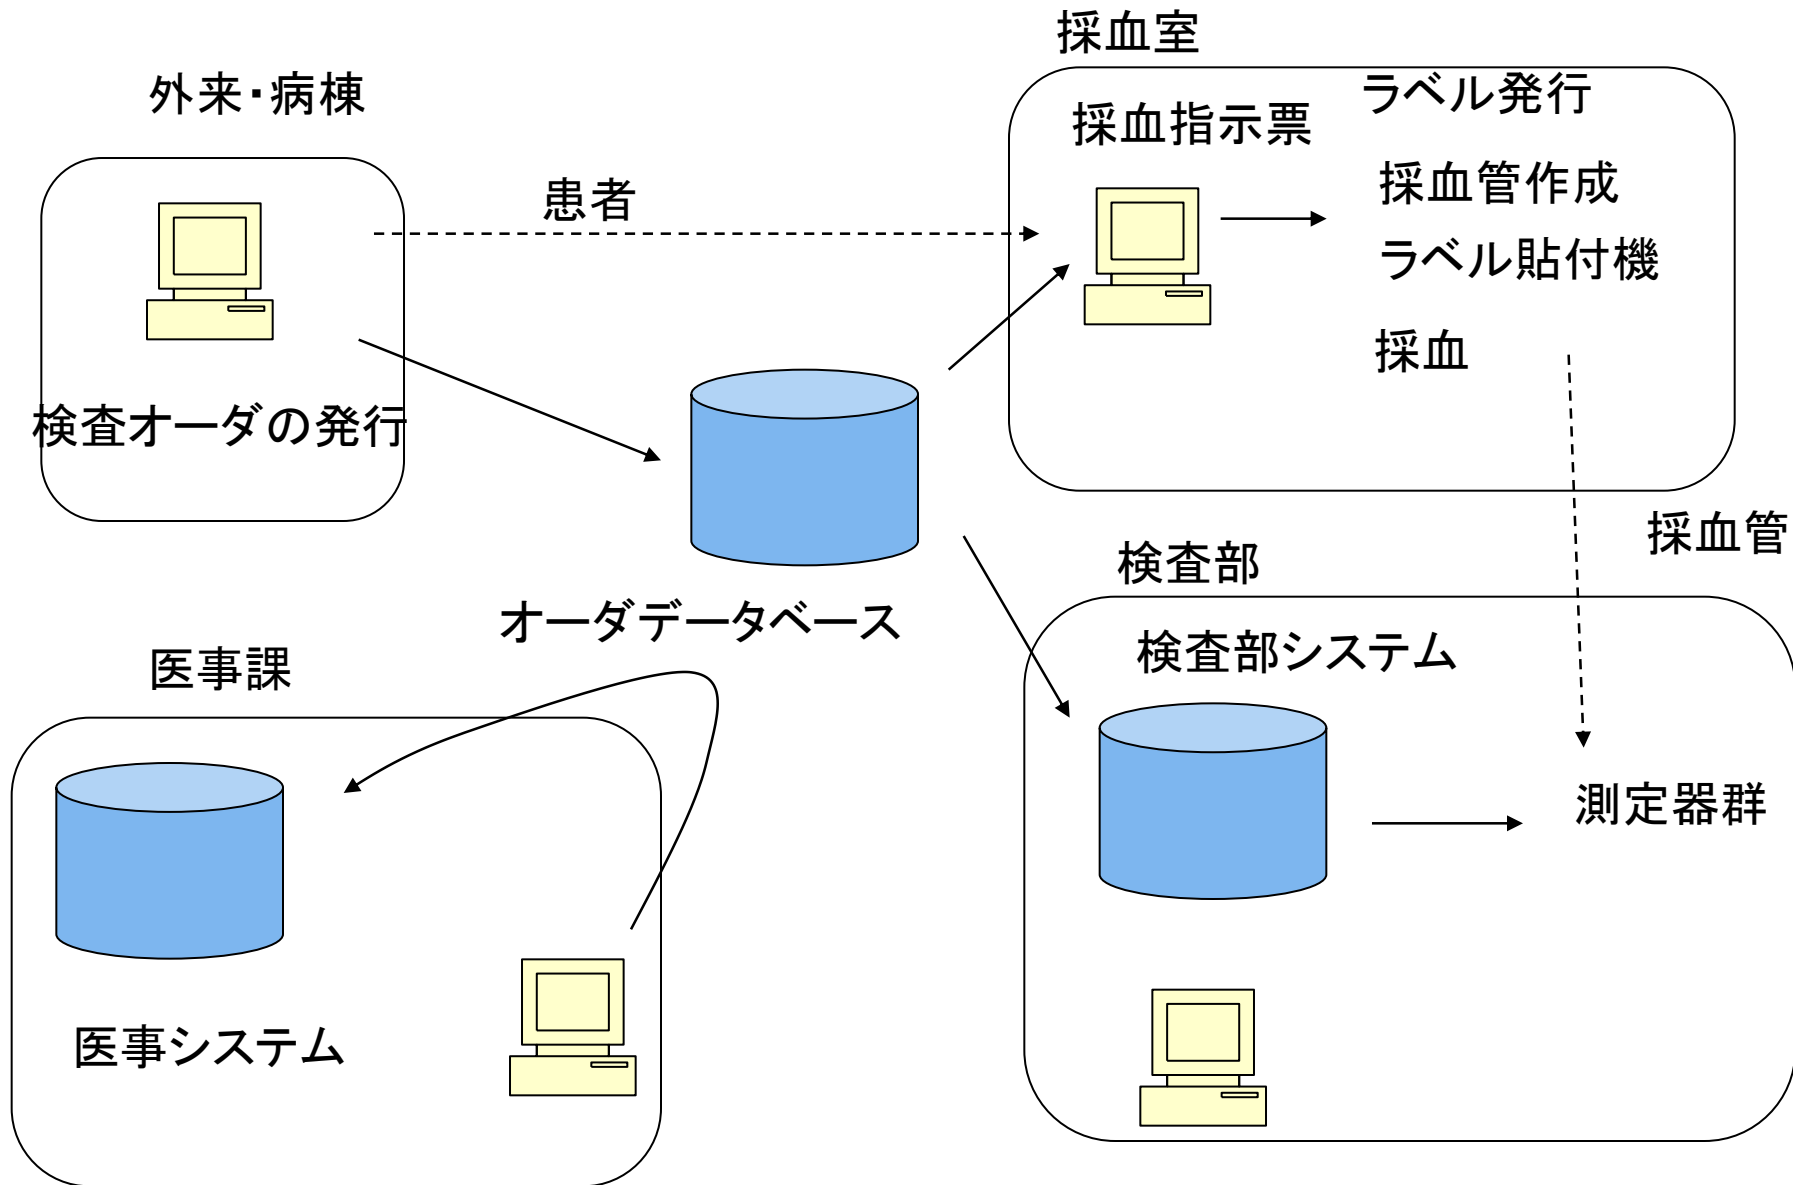 採血室
外来・病棟
ラベル発行
採血指示票
採血管作成
患者
ラベル貼付機
採血
検査オーダの発行
採血管
検査部
オーダデータベース
検査部システム
医事課
測定器群
医事システム